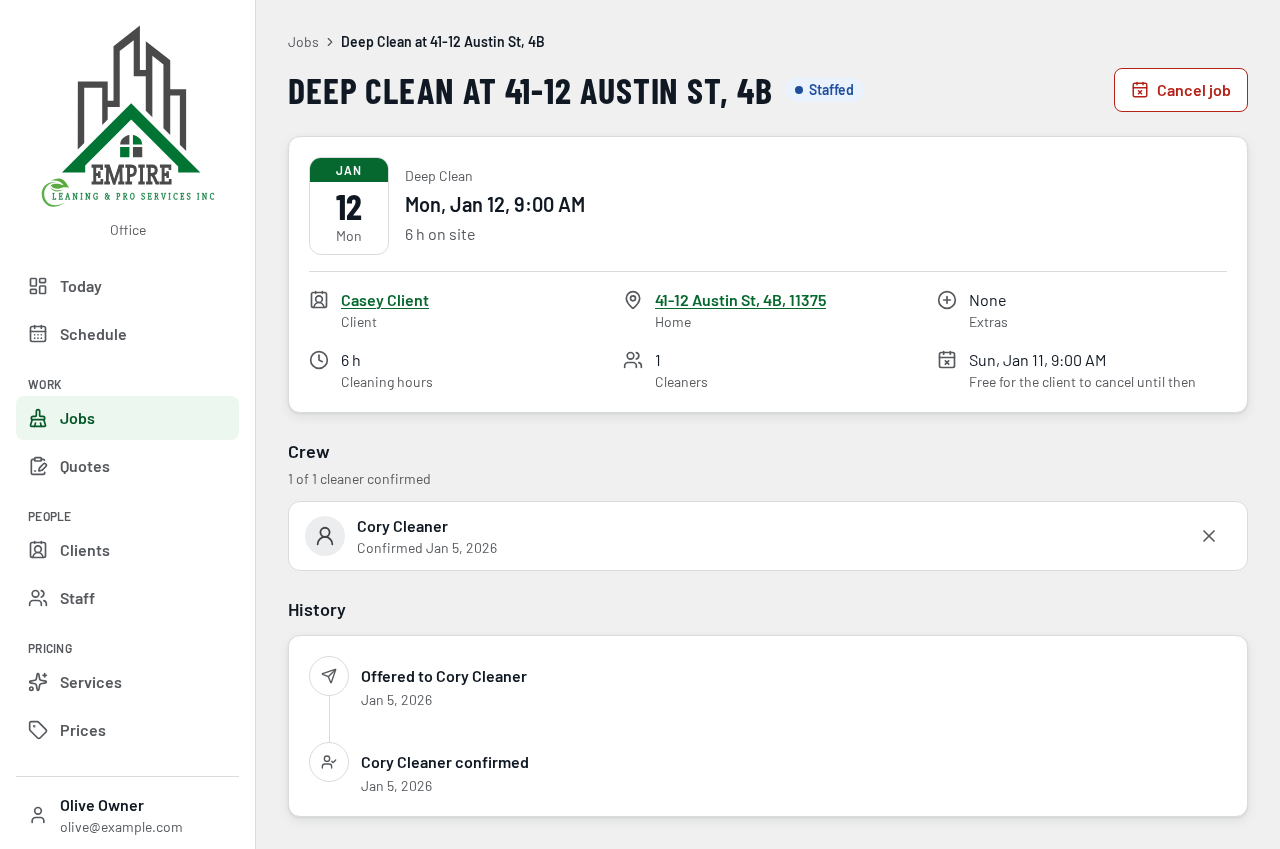 EMPIRE
LEANING & PRO SERVICES INC
Office
Today
Schedule
WORK
Jobs
Quotes
PEOPLE
Clients
Staff
PRICING
Services
Prices
Olive Owner
olive@example.com
Jobs > Deep Clean at 41-12 Austin St, 4B
DEEP CLEAN AT 41-12 AUSTIN ST, 4B
Staffed
Cancel job
JAN
12
Mon
Deep Clean
Mon, Jan 12, 9:00 AM
6 h on site
Casey Client
Client
41-12 Austin St, 4B, 11375
Home
None
Extras
6 h
Cleaning hours
1
Cleaners
Sun, Jan 11, 9:00 AM
Free for the client to cancel until then
Crew
1 of 1 cleaner confirmed
Cory Cleaner
Confirmed Jan 5, 2026
History
Offered to Cory Cleaner
Jan 5, 2026
Cory Cleaner confirmed
Jan 5, 2026